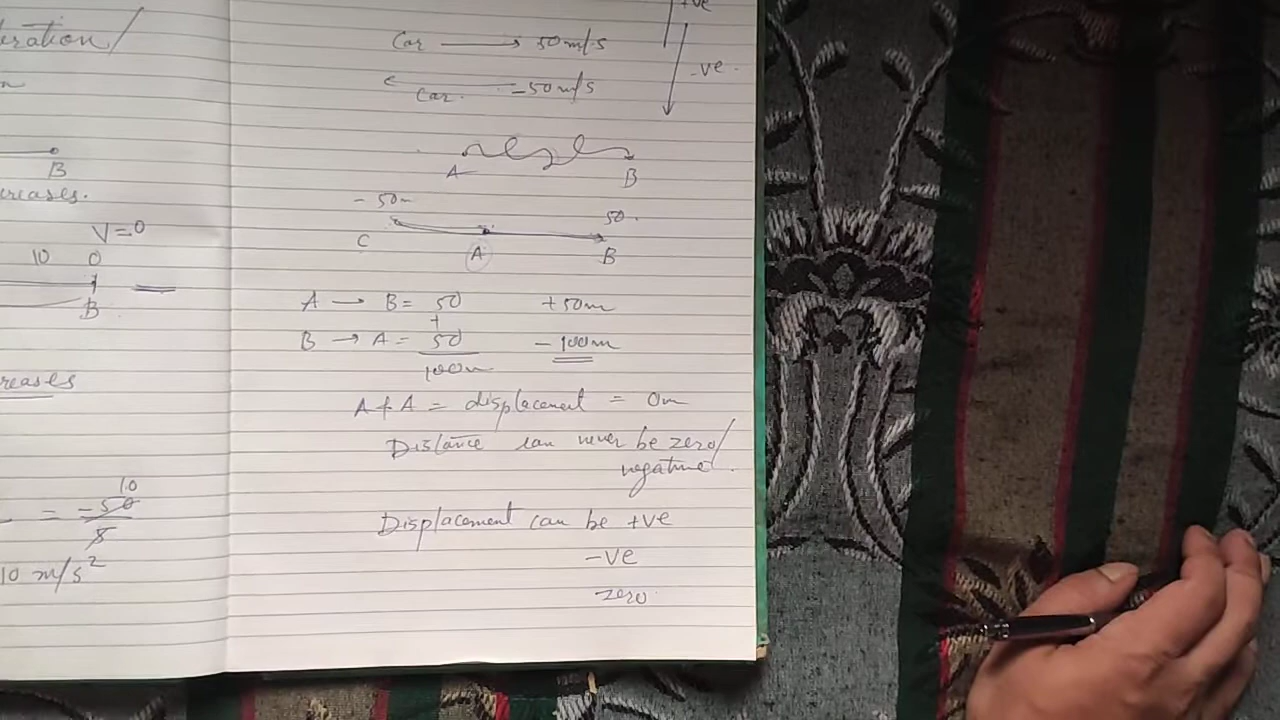 eration/
B
creases.
V=0
10 0
B
reases
= -50 10
5
10 m/s²
+ve
-ve
Car → 50 m/s
← Car. -50 m/s
A B
-50m 50
C A B
A → B = 50 +50m
+
B → A = 50 -100m
100m
A + A = displacement = 0m
Distance can never be zero/
negative.
Displacement can be +ve
-ve
zero